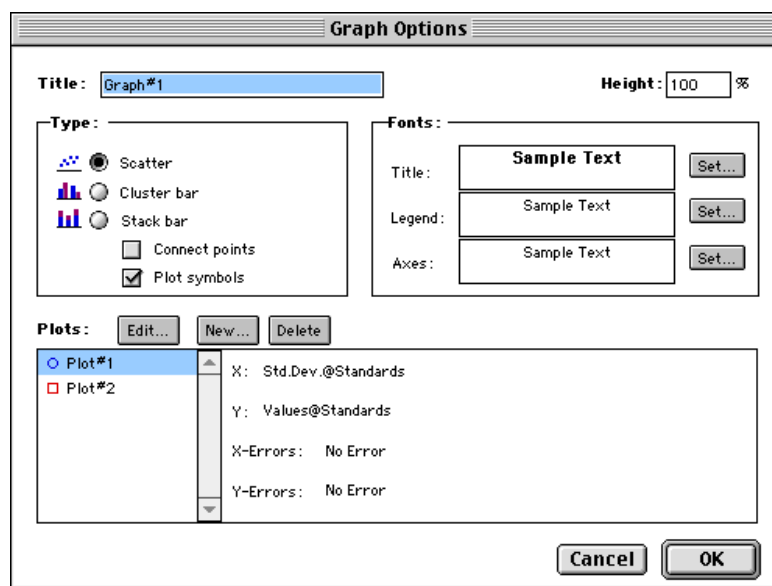 Graph Options
Title: Graph#1 Height: 100 %
Type:
Scatter
Cluster bar
Stack bar
Connect points
Plot symbols
Fonts:
Title: Sample Text Set...
Legend: Sample Text Set...
Axes: Sample Text Set...
Plots: Edit... New... Delete
Plot#1
Plot#2
X: Std.Dev.@Standards
Y: Values@Standards
X-Errors: No Error
Y-Errors: No Error
Cancel OK